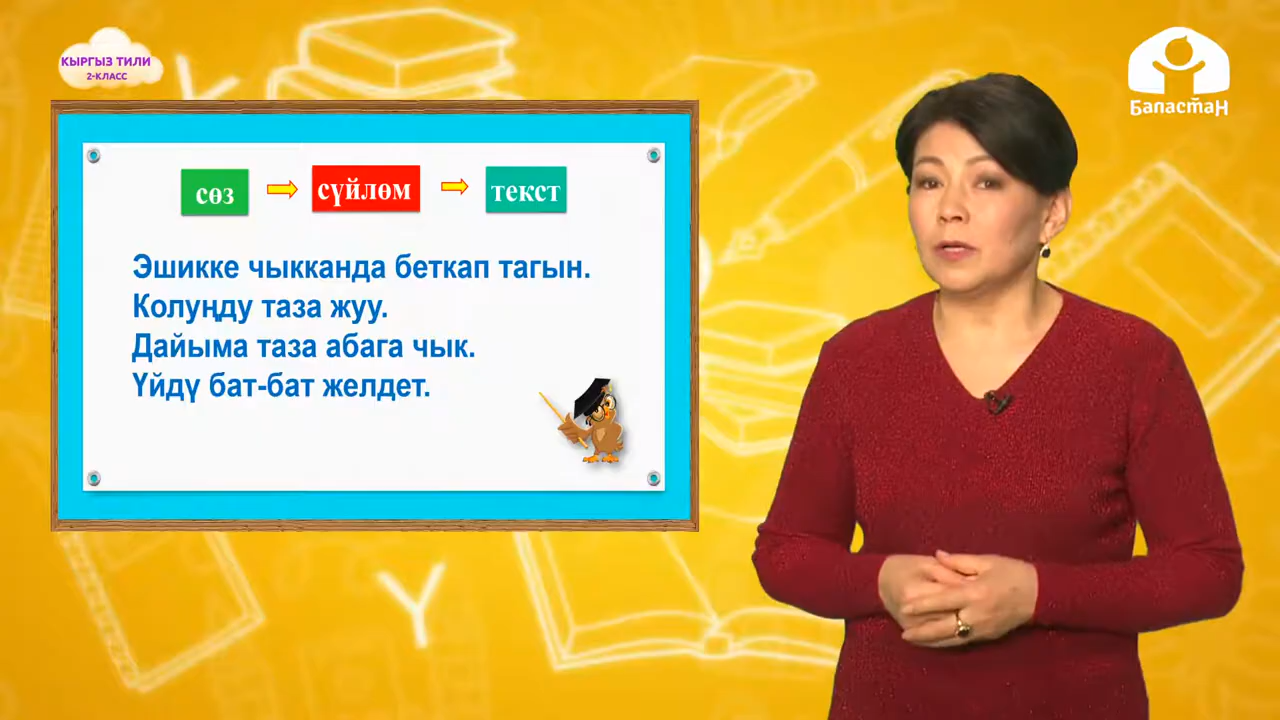 КЫРГЫЗ ТИЛИ
2-КЛАСС
Баластан
сөз
сүйлөм
текст
Эшикке чыкканда беткап тагын.
Колуңду таза жуу.
Дайыма таза абага чык.
Үйдү бат-бат желдет.
Y